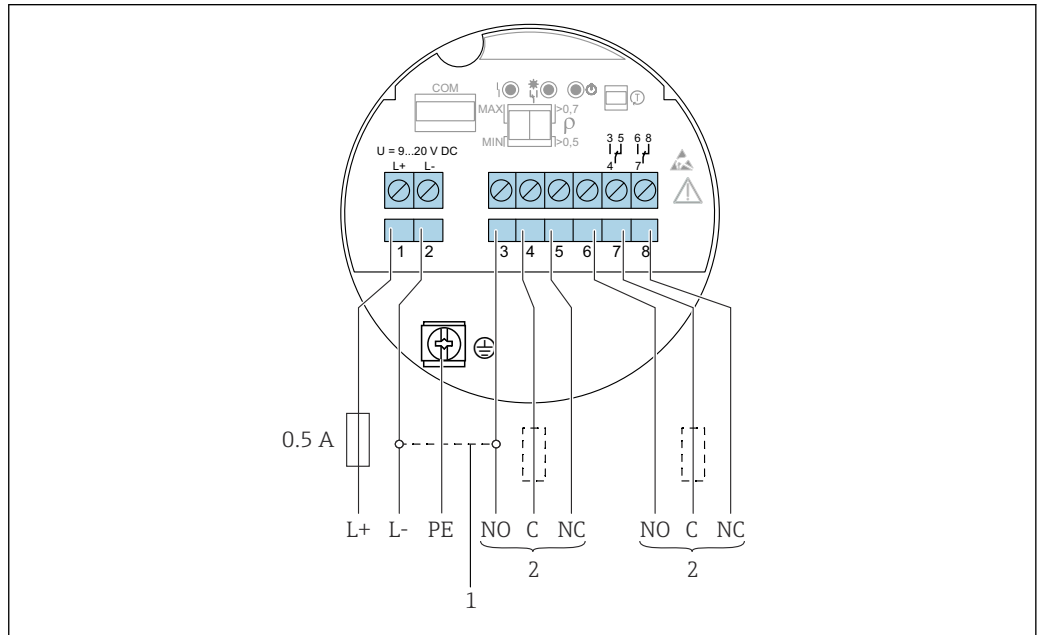 COM
MAX
>0,7
ρ
MIN
>0,5
U = 9...20 V DC
L+ L-
3 5
4
6 8
7
T
1 2 3 4 5 6 7 8
0.5 A
L+ L- PE NO C NC NO C NC
2 2
1